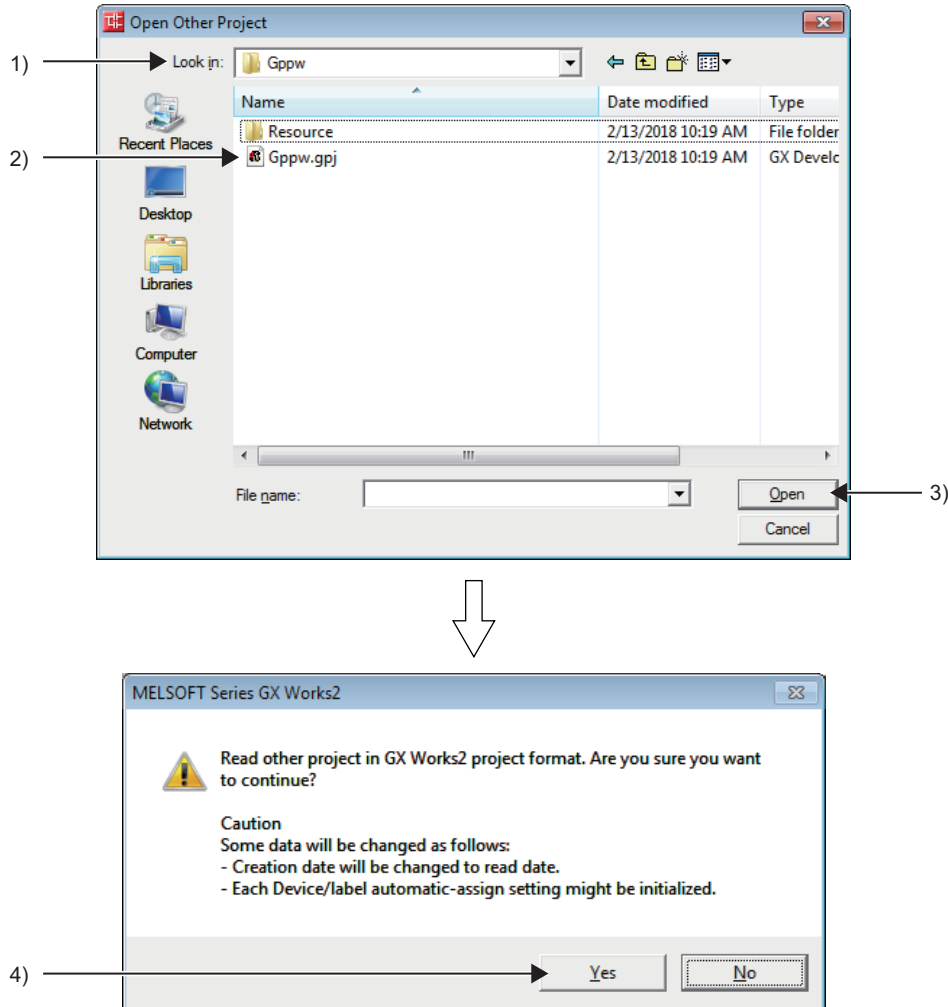 Open Other Project
1)
Look in:
Gppw
Name
Date modified
Type
Resource
2/13/2018 10:19 AM
File folder
2)
Gppw.gpj
2/13/2018 10:19 AM
GX Develc
Recent Places
Desktop
Libraries
Computer
Network
File name:
Open
3)
Cancel
MELSOFT Series GX Works2
Read other project in GX Works2 project format. Are you sure you want
to continue?
Caution
Some data will be changed as follows:
- Creation date will be changed to read date.
- Each Device/label automatic-assign setting might be initialized.
4)
Yes
No